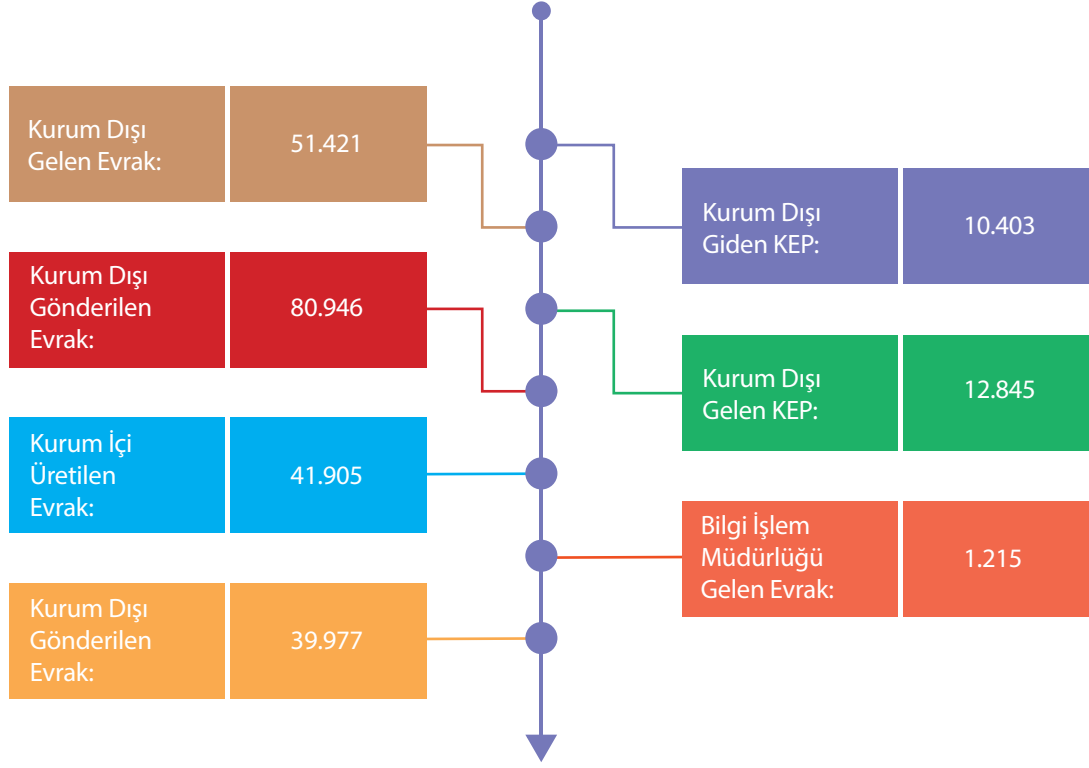 Kurum Dışı
Gelen Evrak:
51.421
Kurum Dışı
Gönderilen
Evrak:
80.946
Kurum İçi
Üretilen
Evrak:
41.905
Kurum Dışı
Gönderilen
Evrak:
39.977
Kurum Dışı
Giden KEP:
10.403
Kurum Dışı
Gelen KEP:
12.845
Bilgi İşlem
Müdürlüğü
Gelen Evrak:
1.215